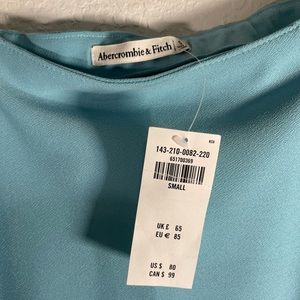 Abercrombie & Fitch
S
143-210-0082-220
651700369
SMALL
UK £ 65
EU € 85
US $ 80
CAN $ 99